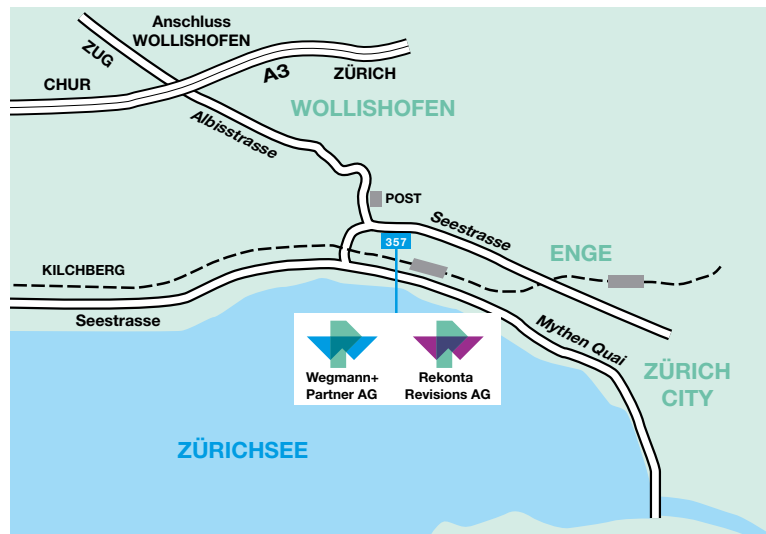 Anschluss
WOLLISHOFEN
ZUG
A3
ZÜRICH
CHUR
WOLLISHOFEN
Albisstrasse
POST
Seestrasse
357
ENGE
KILCHBERG
Seestrasse
Mythen Quai
Wegmann+
Partner AG
Rekonta
Revisions AG
ZÜRICH
CITY
ZÜRICHSEE